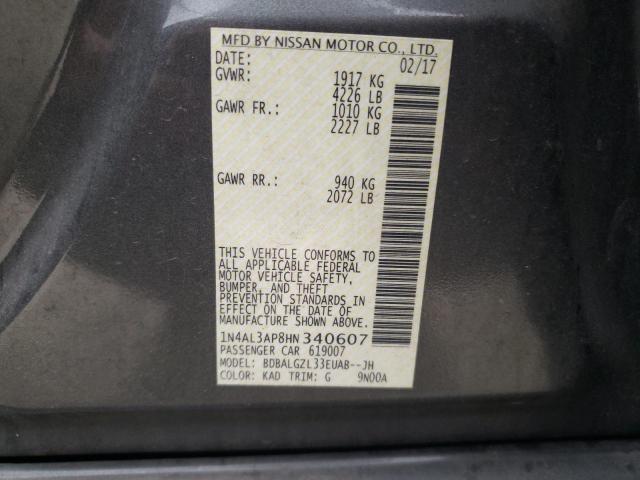 MFD BY NISSAN MOTOR CO., LTD.
DATE: 02/17
GVWR: 1917 KG
4226 LB
GAWR FR.: 1010 KG
2227 LB
GAWR RR.: 940 KG
2072 LB
THIS VEHICLE CONFORMS TO
ALL APPLICABLE FEDERAL
MOTOR VEHICLE SAFETY,
BUMPER, AND THEFT
PREVENTION STANDARDS IN
EFFECT ON THE DATE OF
MANUFACTURE SHOWN ABOVE.
1N4AL3AP8HN340607
PASSENGER CAR 619007
MODEL: BDBALGZL33EUAB--JH
COLOR: KAD TRIM: G 9N00A